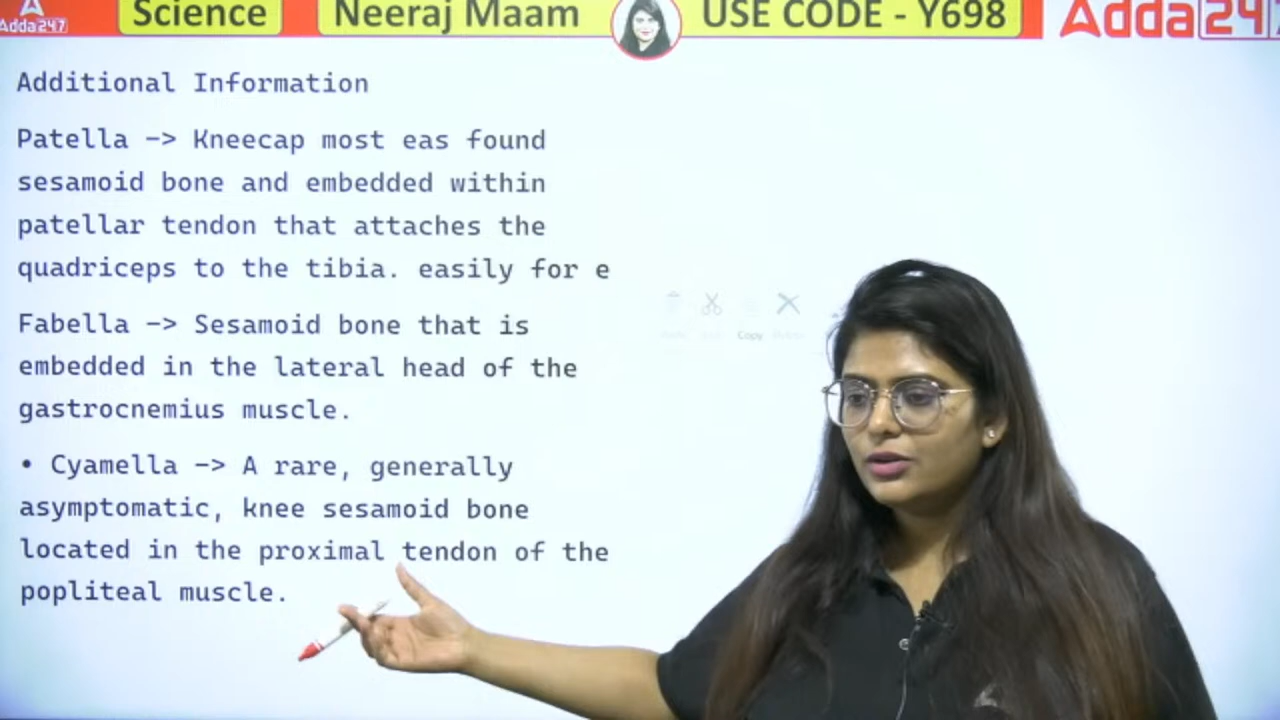 Adda247
Science
Neeraj Maam
USE CODE - Y698
Adda247
Additional Information
Patella -> Kneecap most eas found
sesamoid bone and embedded within
patellar tendon that attaches the
quadriceps to the tibia. easily for e
Fabella -> Sesamoid bone that is
embedded in the lateral head of the
gastrocnemius muscle.
• Cyamella -> A rare, generally
asymptomatic, knee sesamoid bone
located in the proximal tendon of the
popliteal muscle.
Copy